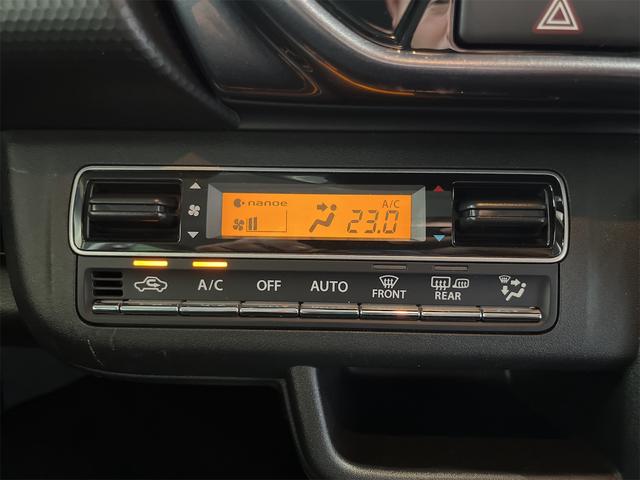 nanoe
A/C
23.0
A/C OFF AUTO FRONT REAR